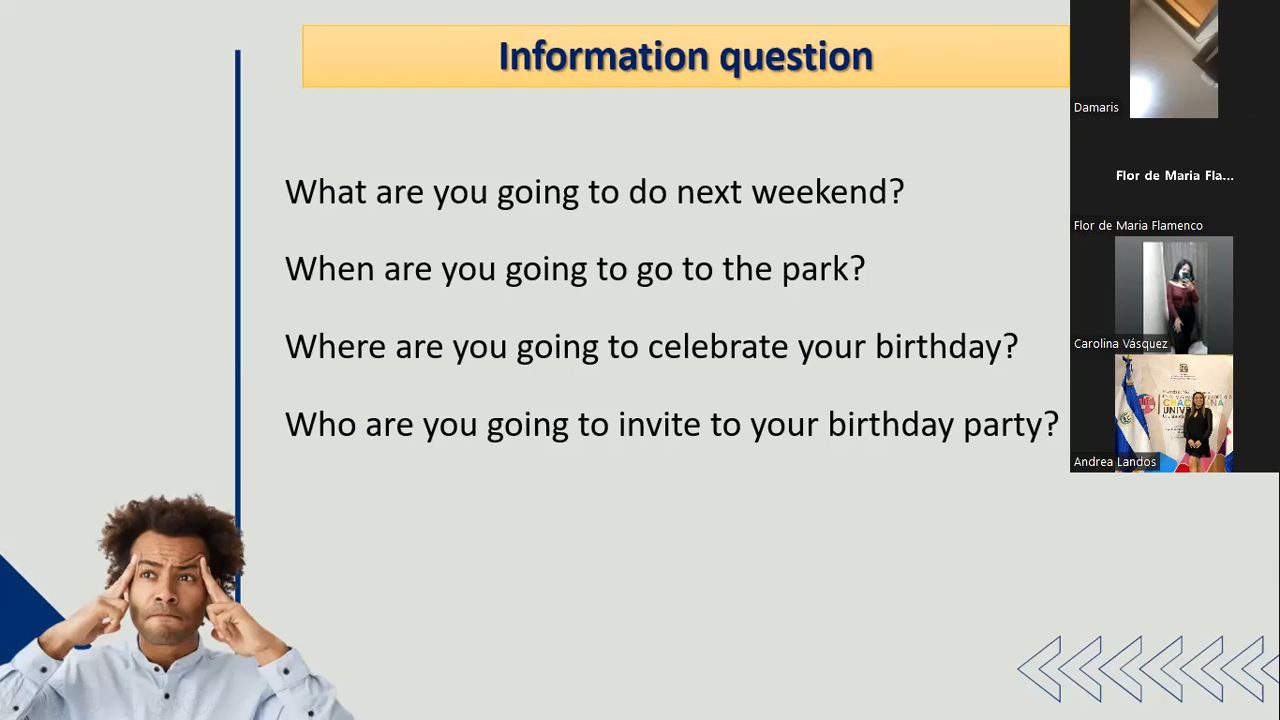 Information question
What are you going to do next weekend?
When are you going to go to the park?
Where are you going to celebrate your birthday?
Who are you going to invite to your birthday party?
Damaris
Flor de Maria Fla...
Flor de Maria Flamenco
Carolina Vásquez
Andrea Landos